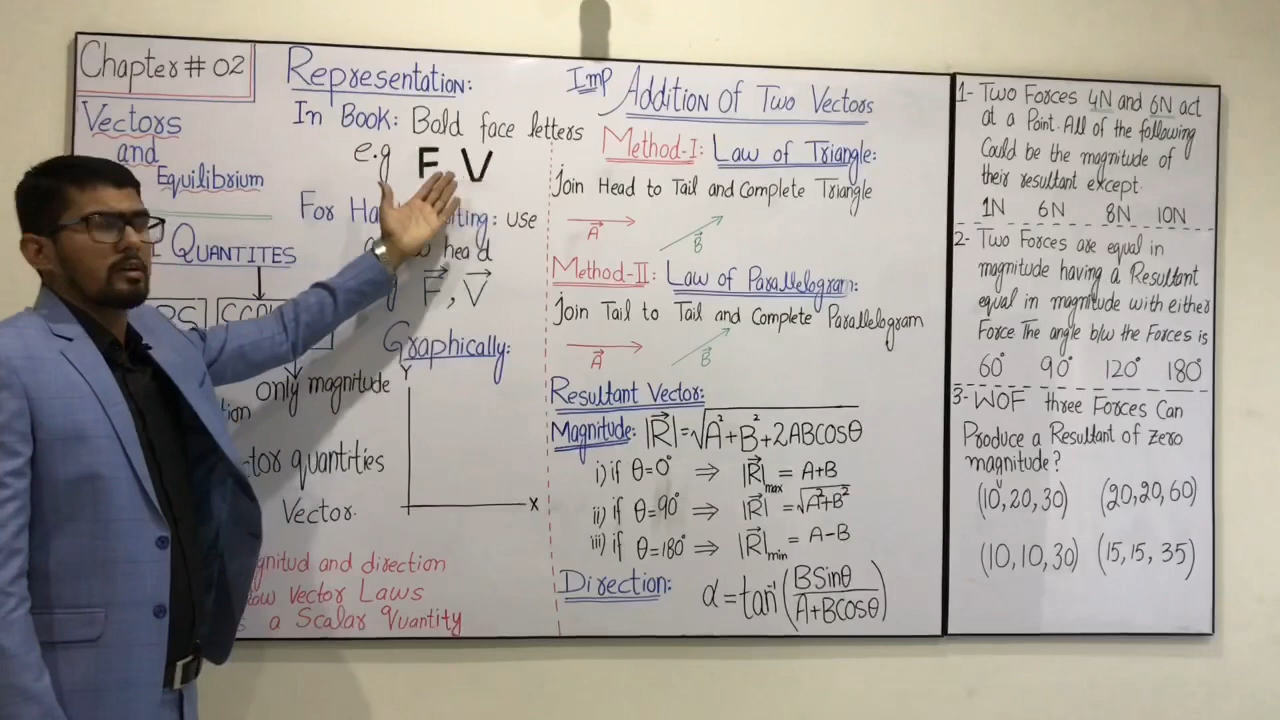 Chapter # 02
Vectors
and
Equilibrium
QUANTITES
only magnitude
quantities
Vector.
and direction
Vector Laws
a Scalar Quantity
Representation:
In Book: Bold face letters
e.g F V
For use
head
F⃗, V⃗
Graphically:
Y
X
Imp Addition Of Two Vectors
Method-I: Law of Triangle:
Join Head to Tail and Complete Triangle
A⃗ B⃗
Method-II: Law of Parallelogram:
Join Tail to Tail and Complete Parallelogram
A⃗ B⃗
Resultant Vector:
Magnitude: |R⃗| = √A²+B²+2ABCosθ
i) if θ=0° ⇒ |R⃗|max = A+B
ii) if θ=90° ⇒ |R⃗| = √A²+B²
iii) if θ=180° ⇒ |R⃗|min = A-B
Direction: α = tan⁻¹(BSinθ/A+BCosθ)
1- Two Forces 4N and 6N act
at a Point. All of the following
Could be the magnitude of
their resultant except.
1N 6N 8N 10N
2- Two Forces are equal in
magnitude having a Resultant
equal in magnitude with either
Force The angle b/w the Forces is
60° 90° 120° 180°
3- WOF three Forces Can
Produce a Resultant of Zero
magnitude?
(10,20,30) (20,20,60)
(10,10,30) (15,15,35)